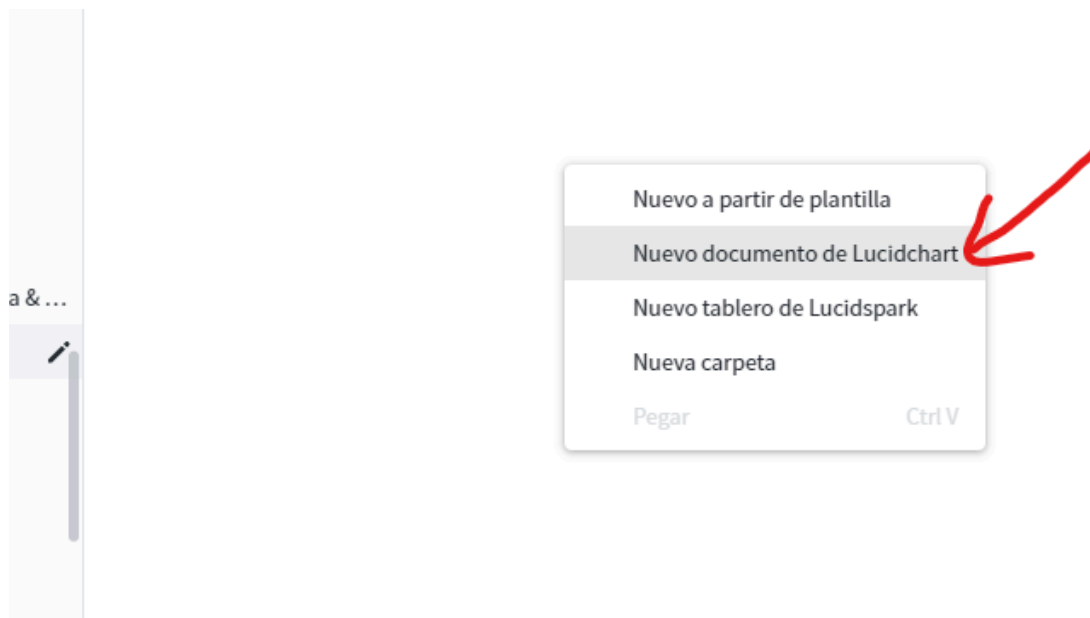 a & ...
Nuevo a partir de plantilla
Nuevo documento de Lucidchart
Nuevo tablero de Lucidspark
Nueva carpeta
Pegar Ctrl V